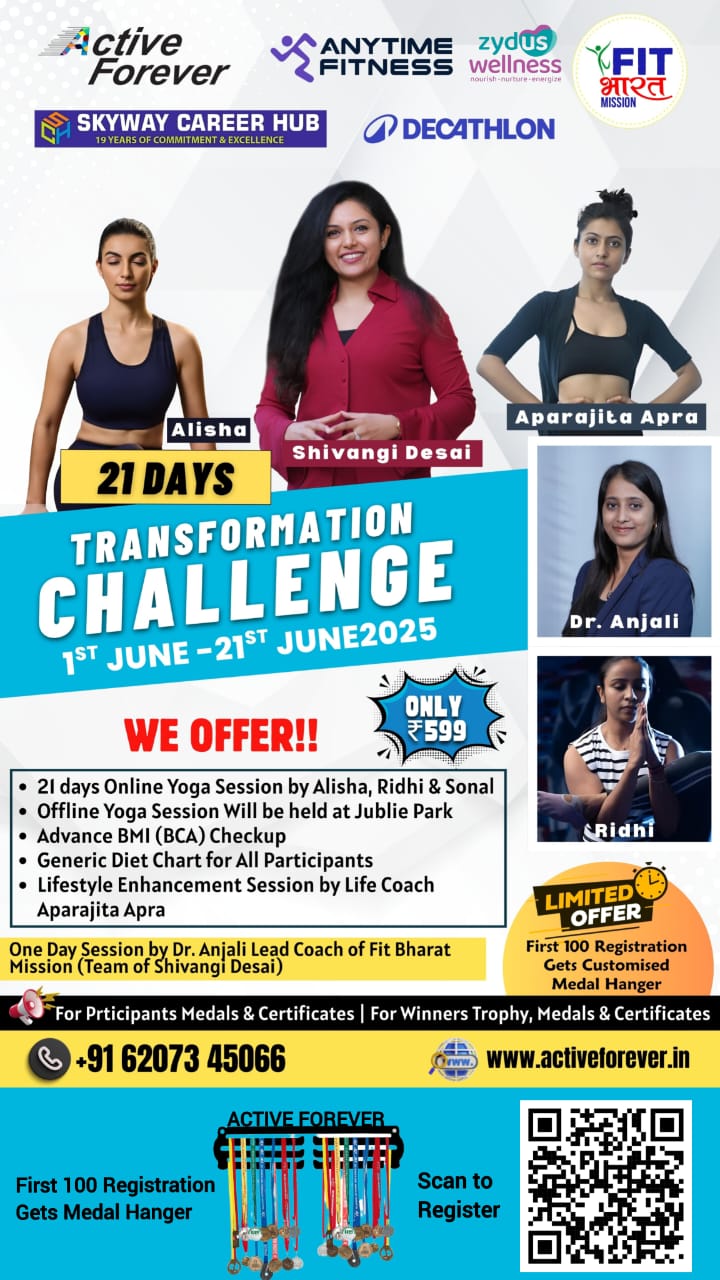 Active
Forever
ANYTIME
FITNESS
zydus
wellness
nourish · nurture · energize
FIT
भारत
MISSION
SCH SKYWAY CAREER HUB
19 YEARS OF COMMITMENT & EXCELLENCE
DECATHLON
Alisha
Shivangi Desai
Aparajita Apra
21 DAYS
TRANSFORMATION
CHALLENGE
1ST JUNE –21ST JUNE2025
Dr. Anjali
Ridhi
ONLY
₹599
WE OFFER!!
• 21 days Online Yoga Session by Alisha, Ridhi & Sonal
• Offline Yoga Session Will be held at Jublie Park
• Advance BMI (BCA) Checkup
• Generic Diet Chart for All Participants
• Lifestyle Enhancement Session by Life Coach
Aparajita Apra
LIMITED
OFFER
First 100 Registration
Gets Customised
Medal Hanger
One Day Session by Dr. Anjali Lead Coach of Fit Bharat
Mission (Team of Shivangi Desai)
For Prticipants Medals & Certificates | For Winners Trophy, Medals & Certificates
+91 62073 45066
www.
www.activeforever.in
ACTIVE FOREVER
First 100 Registration
Gets Medal Hanger
Scan to
Register